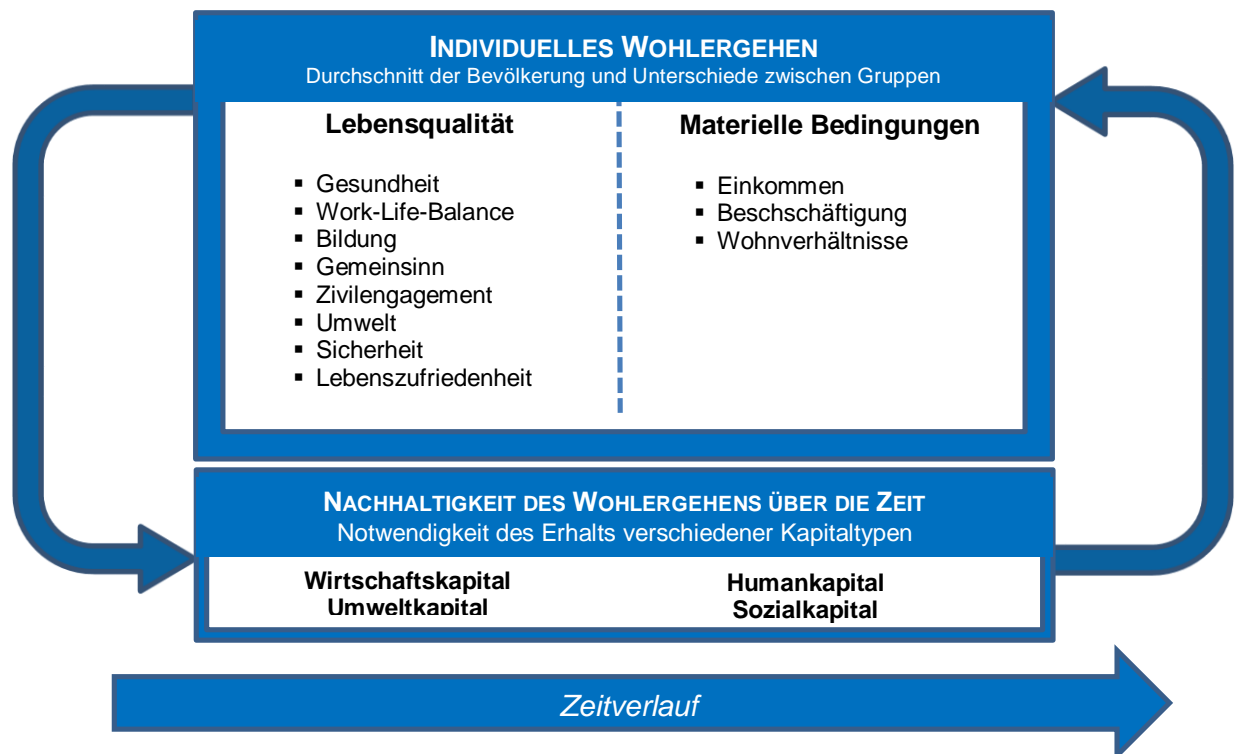 INDIVIDUELLES WOHLERGEHEN
Durchschnitt der Bevölkerung und Unterschiede zwischen Gruppen
Lebensqualität
▪ Gesundheit
▪ Work-Life-Balance
▪ Bildung
▪ Gemeinsinn
▪ Zivilengagement
▪ Umwelt
▪ Sicherheit
▪ Lebenszufriedenheit
Materielle Bedingungen
▪ Einkommen
▪ Beschschäftigung
▪ Wohnverhältnisse
NACHHALTIGKEIT DES WOHLERGEHENS ÜBER DIE ZEIT
Notwendigkeit des Erhalts verschiedener Kapitaltypen
Wirtschaftskapital
Umweltkapital
Humankapital
Sozialkapital
Zeitverlauf